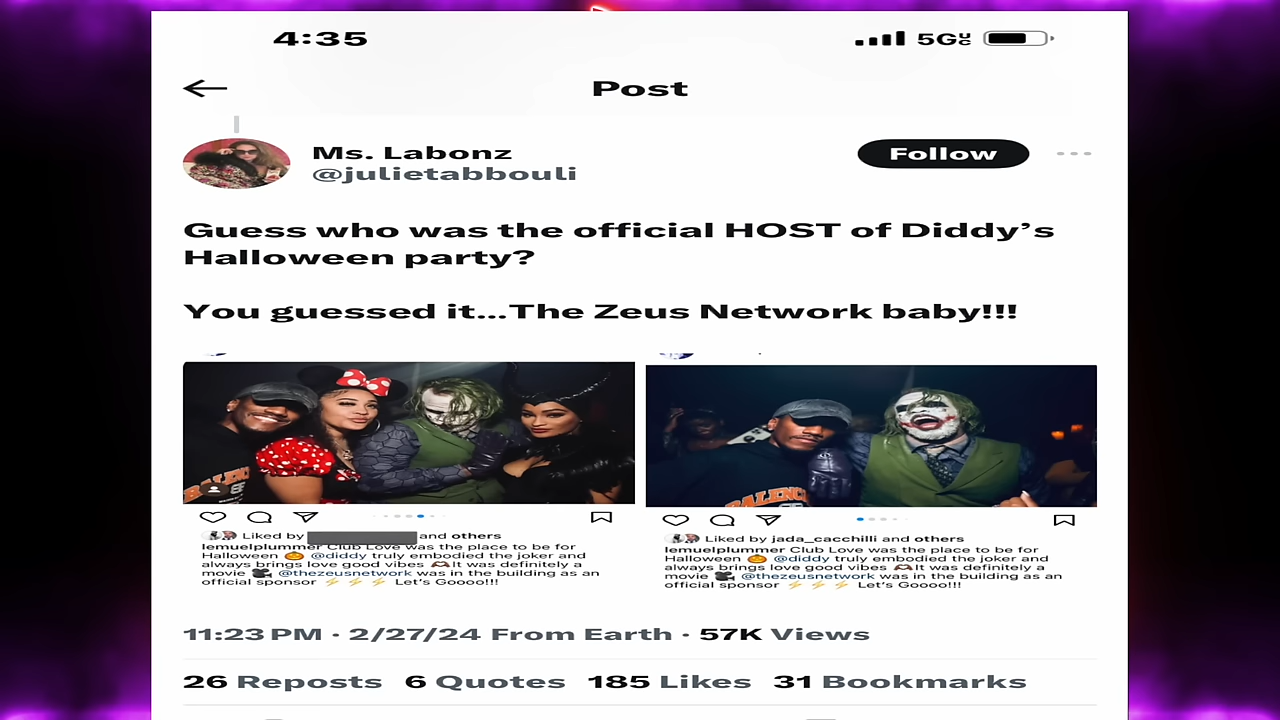 4:35
5GUC
Post
Ms. Labonz
@julietabbouli
Follow
Guess who was the official HOST of Diddy’s
Halloween party?
You guessed it...The Zeus Network baby!!!
BALENC
Liked by and others
lemuelplummer Club Love was the place to be for
Halloween 🎃 @diddy truly embodied the joker and
always brings love good vibes 🫶🏾It was definitely a
movie 🎥 @thezeusnetwork was in the building as an
official sponsor ⚡ ⚡ ⚡ Let’s Goooo!!!
BALENC
Liked by jada_cacchilli and others
lemuelplummer Club Love was the place to be for
Halloween 🎃 @diddy truly embodied the joker and
always brings love good vibes 🫶🏾It was definitely a
movie 🎥 @thezeusnetwork was in the building as an
official sponsor ⚡ ⚡ ⚡ Let’s Goooo!!!
11:23 PM · 2/27/24 From Earth · 57K Views
26 Reposts 6 Quotes 185 Likes 31 Bookmarks